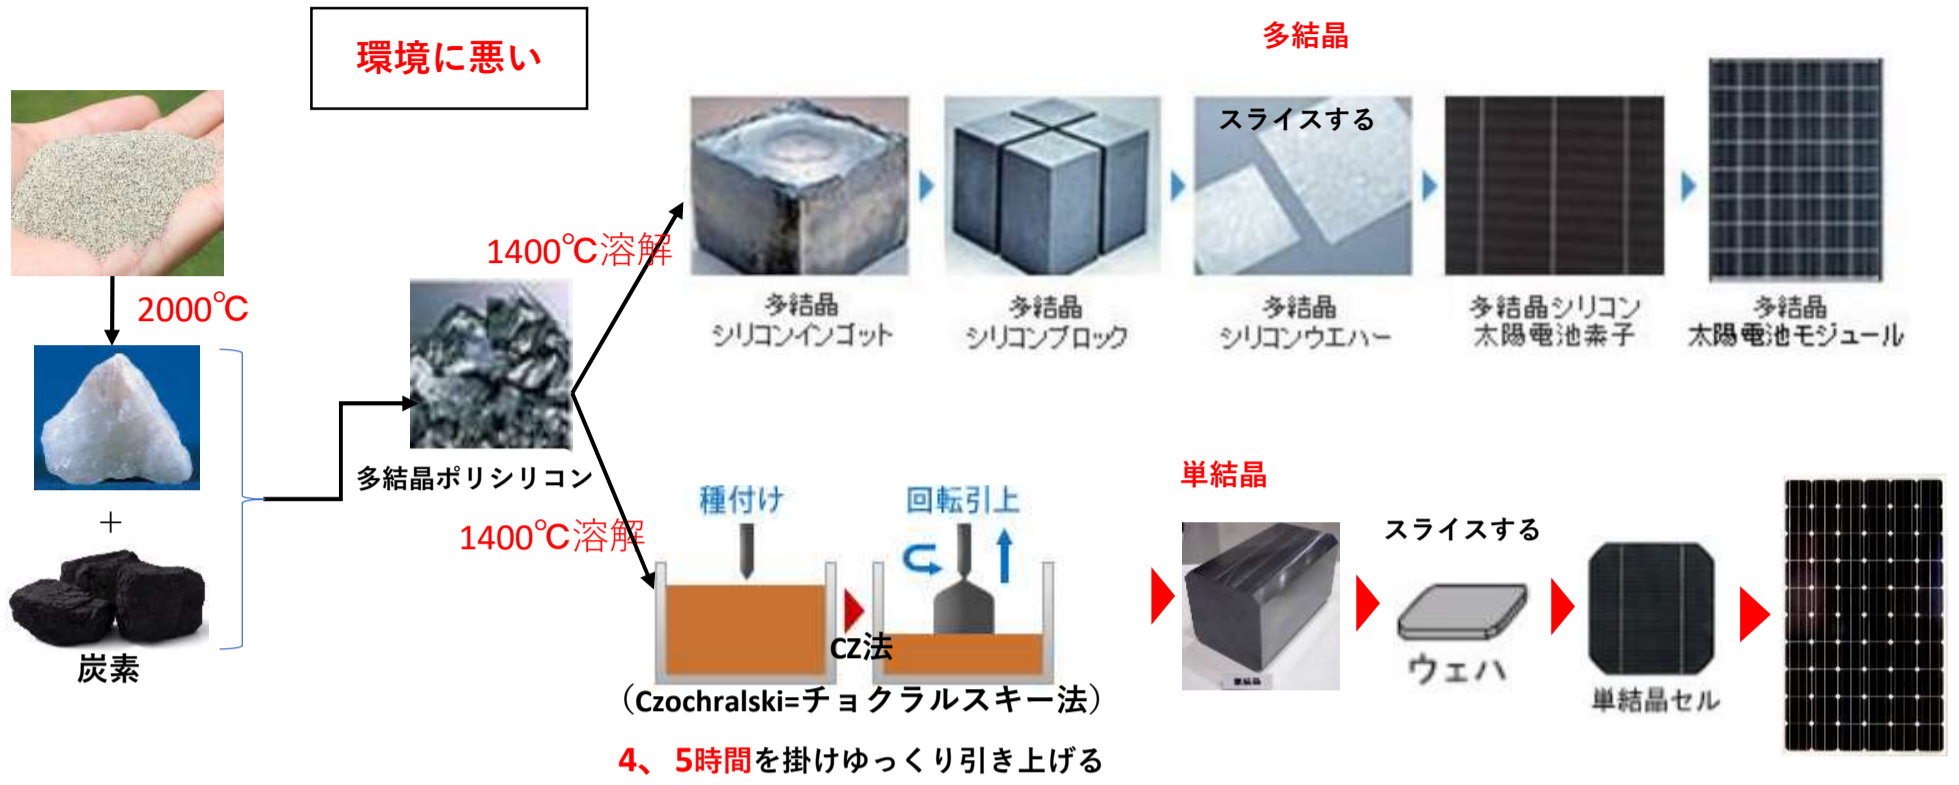 環境に悪い
2000℃
+
炭素
多結晶ポリシリコン
1400℃溶解
多結晶
スライスする
多結晶
シリコンインゴット
多結晶
シリコンブロック
多結晶
シリコンウエハー
多結晶シリコン
太陽電池素子
多結晶
太陽電池モジュール
1400℃溶解
種付け
回転引上
CZ法
（Czochralski=チョクラルスキー法）
4、5時間を掛けゆっくり引き上げる
単結晶
単結晶
スライスする
ウェハ
単結晶セル